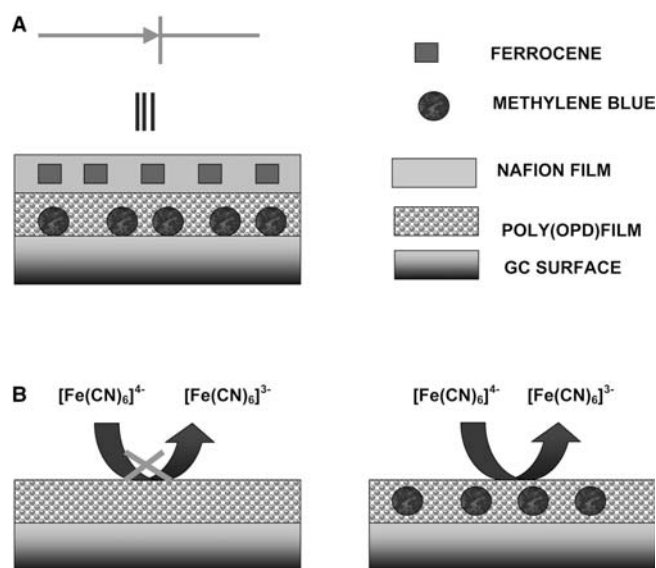 A
FERROCENE
METHYLENE BLUE
NAFION FILM
POLY(OPD)FILM
GC SURFACE
B
[Fe(CN)₆]⁴⁻ [Fe(CN)₆]³⁻ [Fe(CN)₆]⁴⁻ [Fe(CN)₆]³⁻